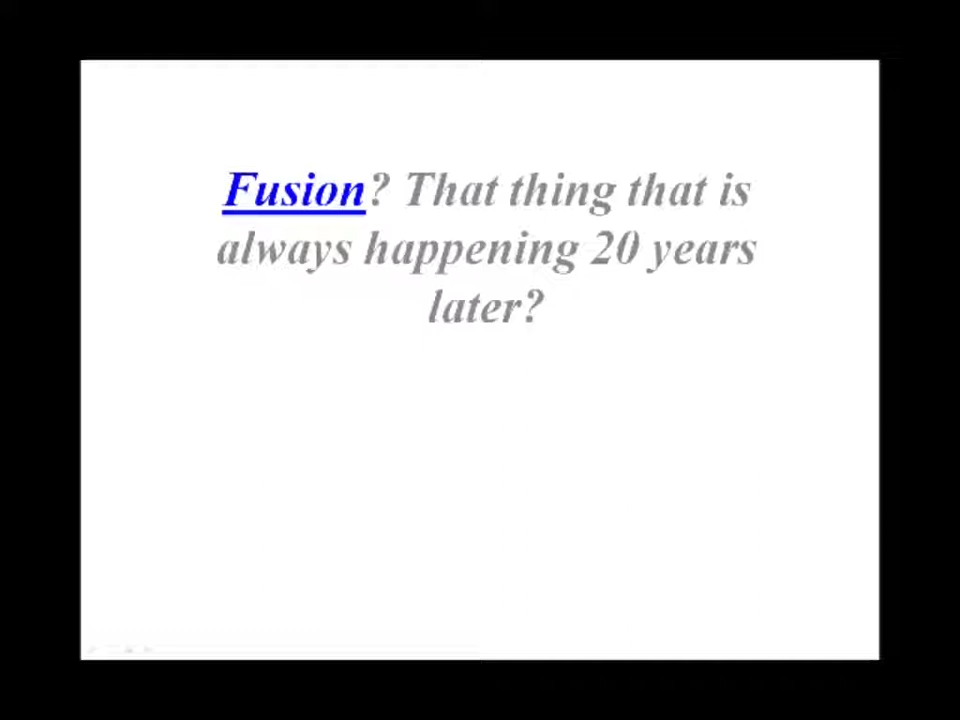 Fusion? That thing that is
always happening 20 years
later?